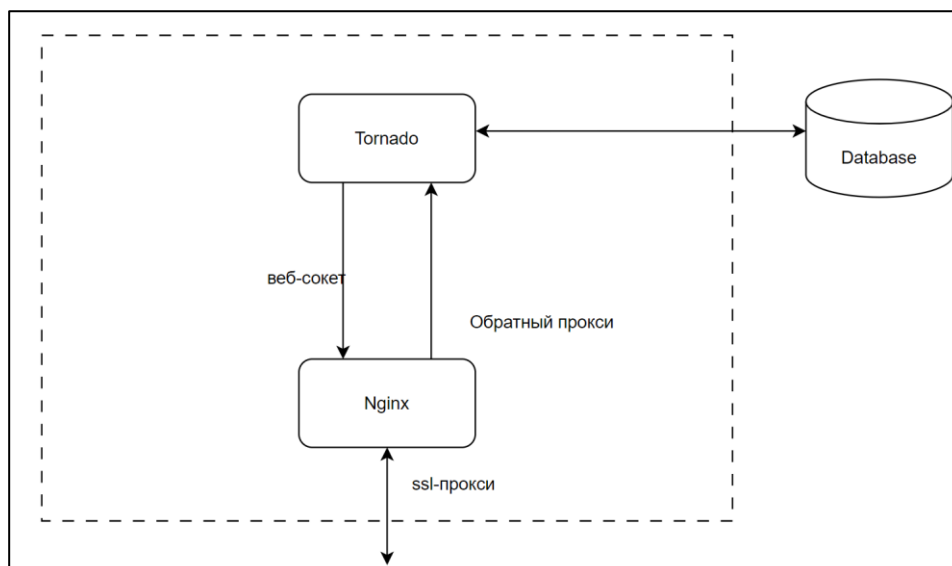 Tornado
Database
веб-сокет
Обратный прокси
Nginx
ssl-прокси